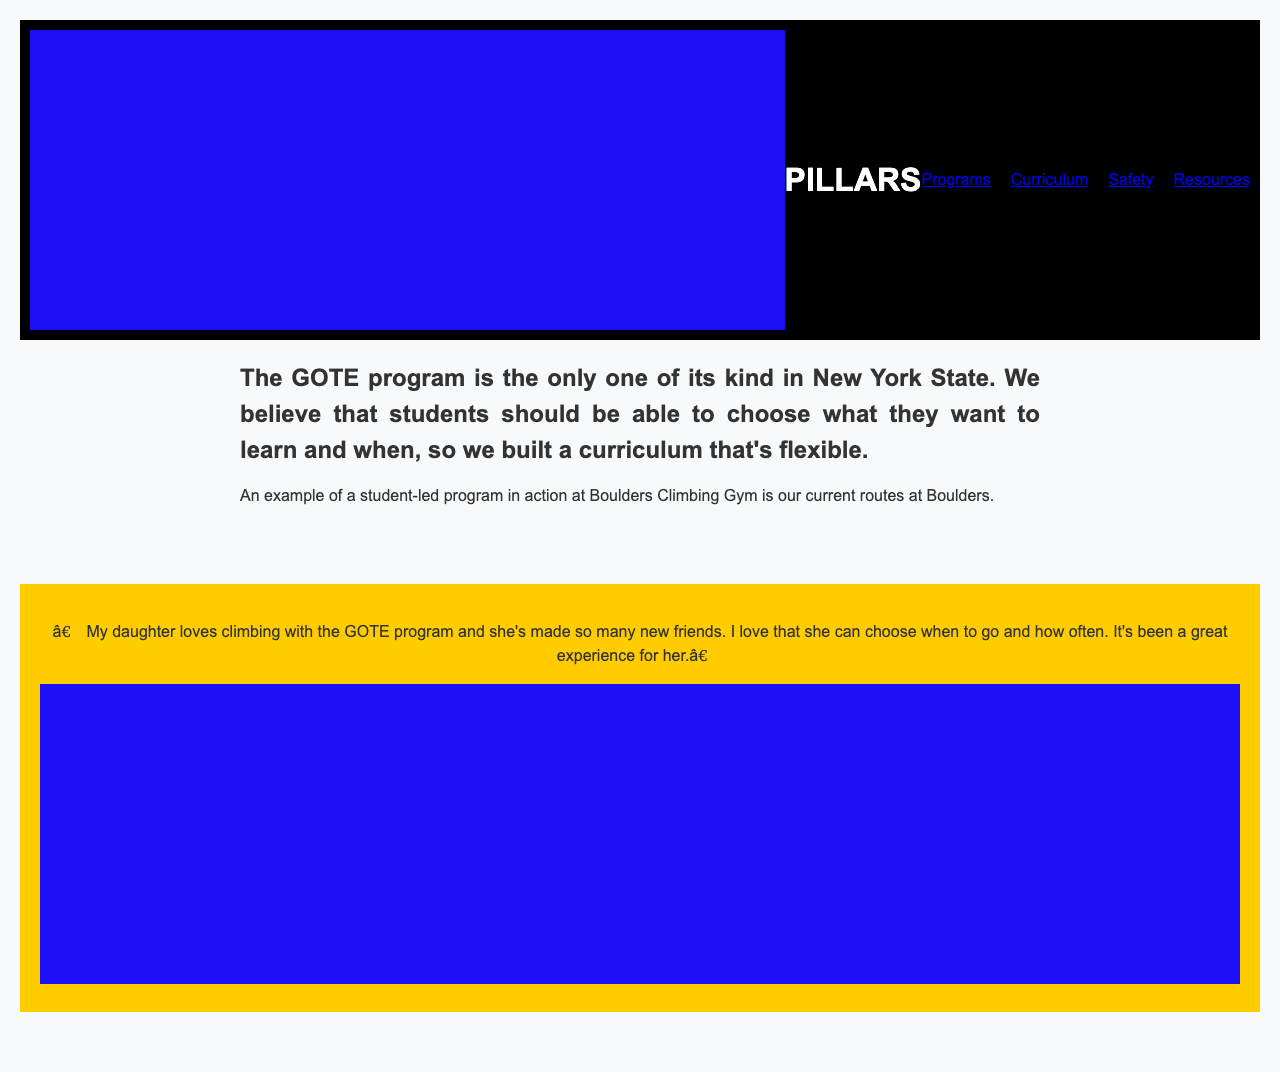 PILLARS
Programs Curriculum Safety Resources
The GOTE program is the only one of its kind in New York State. We
believe that students should be able to choose what they want to
learn and when, so we built a curriculum that's flexible.
An example of a student-led program in action at Boulders Climbing Gym is our current routes at Boulders.
â€ My daughter loves climbing with the GOTE program and she's made so many new friends. I love that she can choose when to go and how often. It's been a great
experience for her.â€